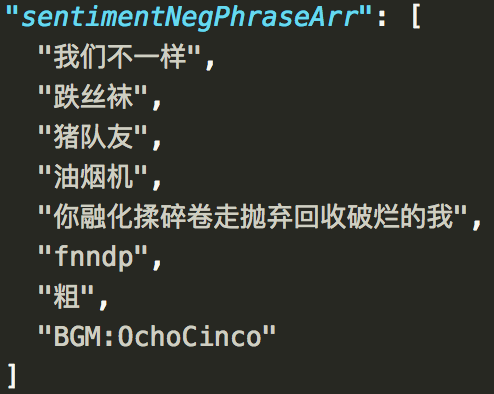 "sentimentNegPhraseArr": [
"我们不一样",
"跌丝袜",
"猪队友",
"油烟机",
"你融化揉碎卷走抛弃回收破烂的我",
"fnndp",
"粗",
"BGM:OchoCinco"
]